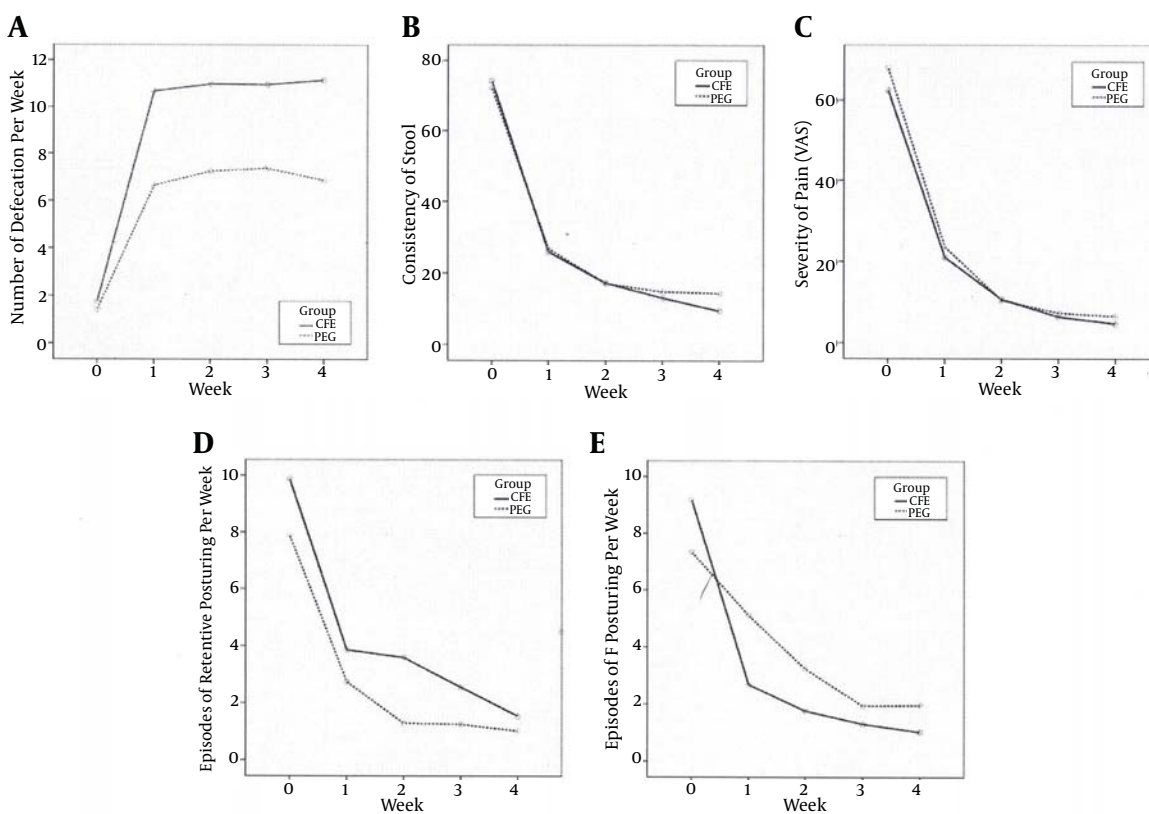 A
Number of Defecation Per Week
12
10
8
6
4
2
0
Group
CFE
PEG
0 1 2 3 4
Week
B
Consistency of Stool
80
60
40
20
0
Group
CFE
PEG
0 1 2 3 4
Week
C
Severity of Pain (VAS)
60
40
20
0
Group
CFE
PEG
0 1 2 3 4
Week
D
Episodes of Retentive Posturing Per Week
10
8
6
4
2
0
Group
CFE
PEG
0 1 2 3 4
Week
E
Episodes of F Posturing Per Week
10
8
6
4
2
0
Group
CFE
PEG
0 1 2 3 4
Week